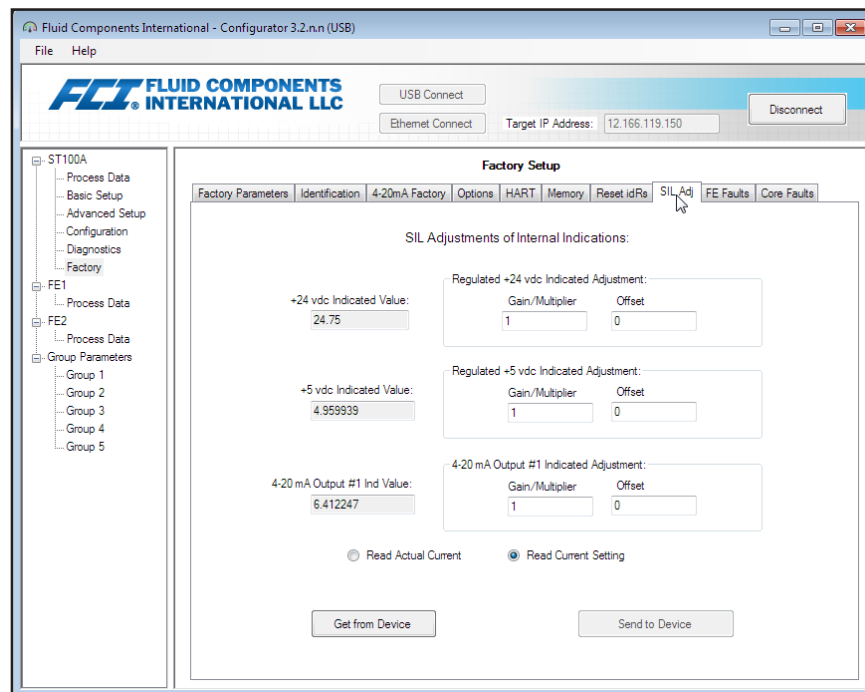 Fluid Components International - Configurator 3.2.n.n (USB)
File Help
FCI FLUID COMPONENTS
® INTERNATIONAL LLC
USB Connect
Ethernet Connect
Target IP Address: 12.166.119.150
Disconnect
ST100A
Process Data
Basic Setup
Advanced Setup
Configuration
Diagnostics
Factory
FE1
Process Data
FE2
Process Data
Group Parameters
Group 1
Group 2
Group 3
Group 4
Group 5
Factory Setup
Factory Parameters Identification 4-20mA Factory Options HART Memory Reset idRs SIL Adj FE Faults Core Faults
SIL Adjustments of Internal Indications:
+24 vdc Indicated Value:
24.75
Regulated +24 vdc Indicated Adjustment:
Gain/Multiplier Offset
1 0
+5 vdc Indicated Value:
4.959939
Regulated +5 vdc Indicated Adjustment:
Gain/Multiplier Offset
1 0
4-20 mA Output #1 Ind Value:
6.412247
4-20 mA Output #1 Indicated Adjustment:
Gain/Multiplier Offset
1 0
Read Actual Current Read Current Setting
Get from Device Send to Device